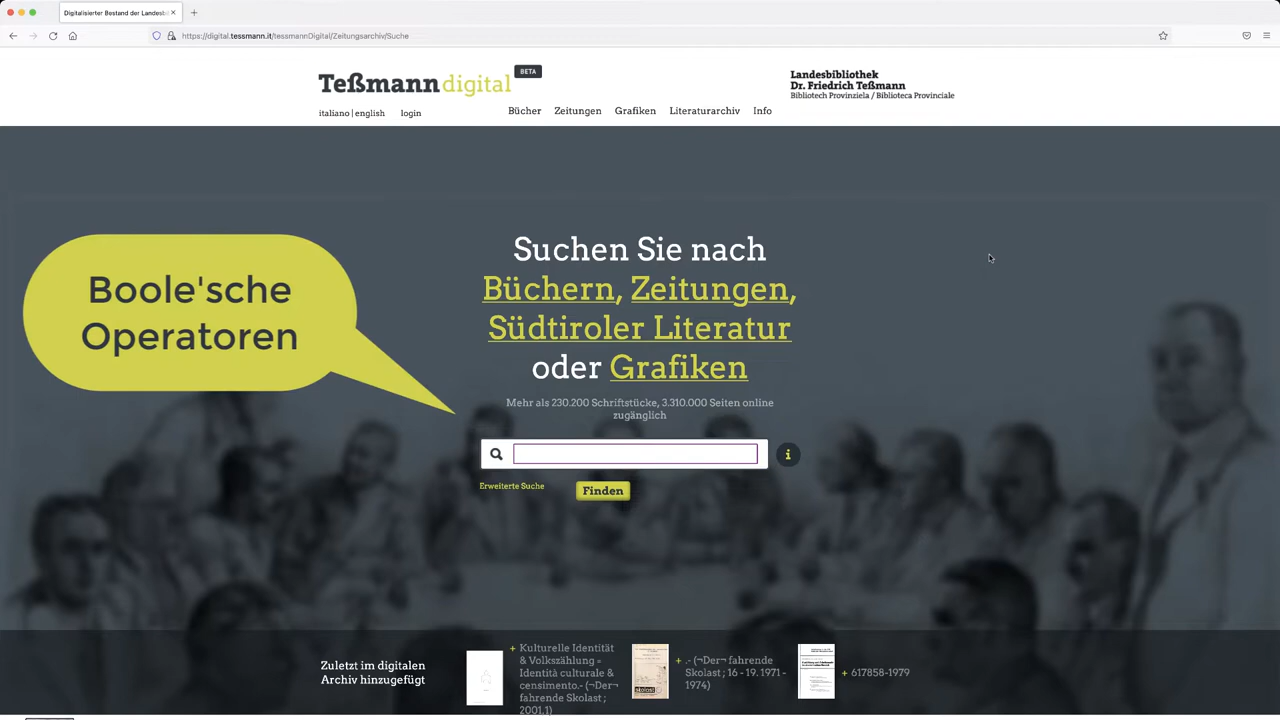 Digitalisierter Bestand der Landesbi
https://digital.tessmann.it/tessmannDigital/Zeitungsarchiv/Suche
Teßmann digital BETA
Landesbibliothek
Dr. Friedrich Teßmann
Bibliotech Provinziela / Biblioteca Provinciale
italiano | english login
Bücher Zeitungen Grafiken Literaturarchiv Info
Boole'sche
Operatoren
Suchen Sie nach
Büchern, Zeitungen,
Südtiroler Literatur
oder Grafiken
Mehr als 230.200 Schriftstücke, 3.310.000 Seiten online
zugänglich
i
Erweiterte Suche
Finden
Zuletzt im digitalen
Archiv hinzugefügt
+ Kulturelle Identität
& Volkszählung =
Identità culturale &
censimento.- (¬Der¬
fahrende Skolast ;
2001,1)
skolast
+ .- (¬Der¬ fahrende
Skolast ; 16 - 19. 1971 -
1974)
+ 617858-1979